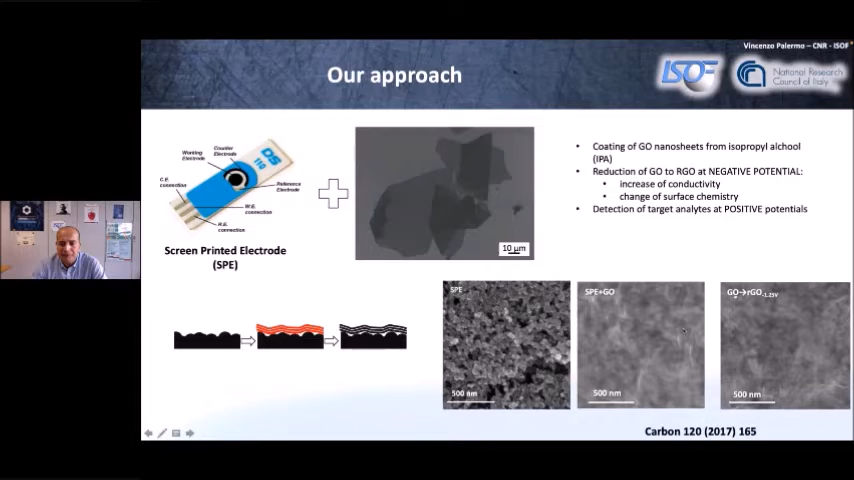 Vincenzo Palermo – CNR - ISOF
Our approach
ISOF
National Research
Council of Italy
Working
Electrode
Counter
Electrode
DS
110
C.E.
connection
Reference
Electrode
W.E.
connection
R.E.
connection
Screen Printed Electrode
(SPE)
10 µm
• Coating of GO nanosheets from isopropyl alchool
(IPA)
• Reduction of GO to RGO at NEGATIVE POTENTIAL:
• increase of conductivity
• change of surface chemistry
• Detection of target analytes at POSITIVE potentials
SPE
500 nm
SPE+GO
500 nm
GO→rGO-1.25V
500 nm
Carbon 120 (2017) 165